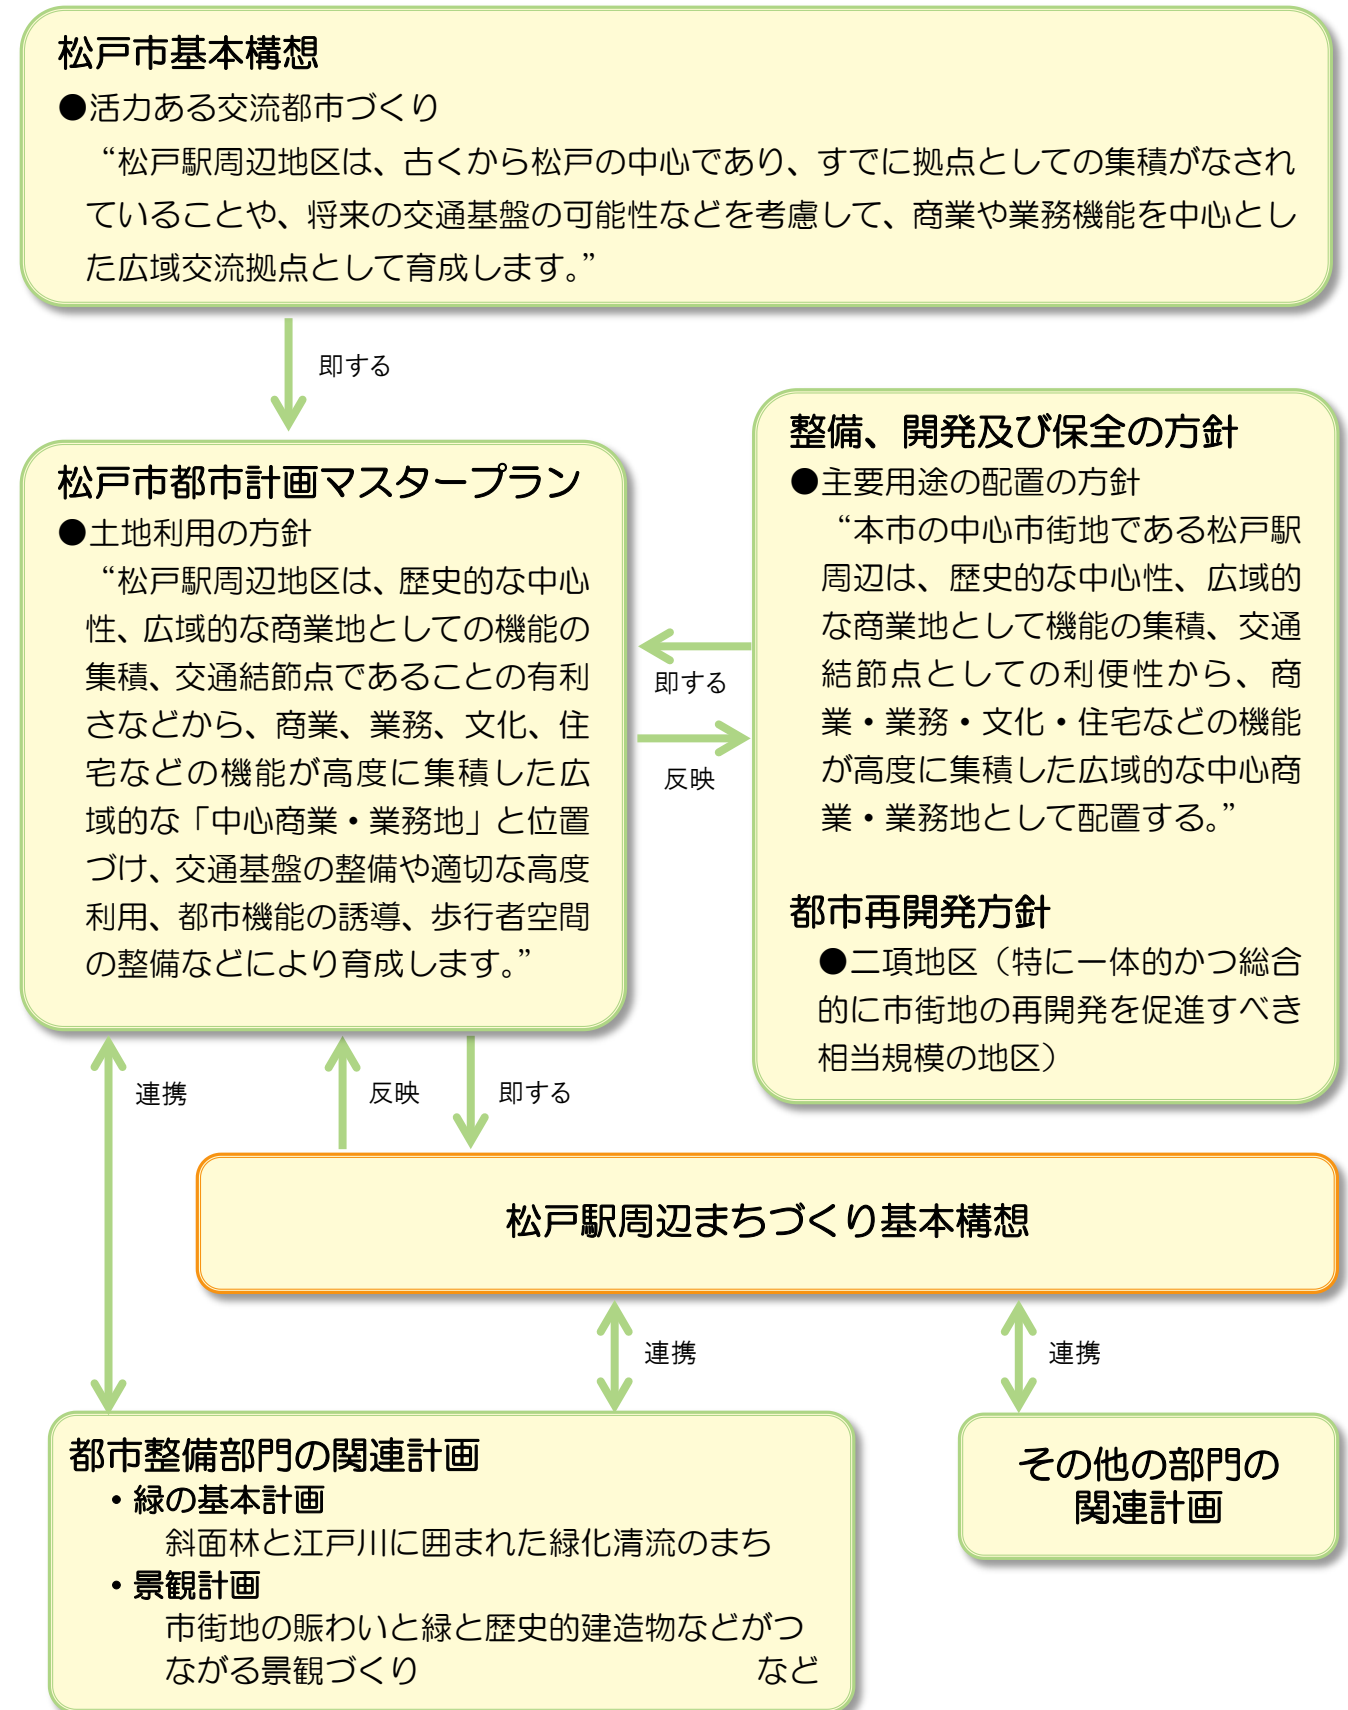 松戸市基本構想
●活力ある交流都市づくり
“松戸駅周辺地区は、古くから松戸の中心であり、すでに拠点としての集積がなされ
ていることや、将来の交通基盤の可能性などを考慮して、商業や業務機能を中心とし
た広域交流拠点として育成します。”
即する
松戸市都市計画マスタープラン
●土地利用の方針
“松戸駅周辺地区は、歴史的な中心
性、広域的な商業地としての機能の
集積、交通結節点であることの有利
さなどから、商業、業務、文化、住
宅などの機能が高度に集積した広
域的な「中心商業・業務地」と位置
づけ、交通基盤の整備や適切な高度
利用、都市機能の誘導、歩行者空間
の整備などにより育成します。”
即する
反映
整備、開発及び保全の方針
●主要用途の配置の方針
“本市の中心市街地である松戸駅
周辺は、歴史的な中心性、広域的
な商業地として機能の集積、交通
結節点としての利便性から、商
業・業務・文化・住宅などの機能
が高度に集積した広域的な中心商
業・業務地として配置する。”
都市再開発方針
●二項地区（特に一体的かつ総合
的に市街地の再開発を促進すべき
相当規模の地区）
連携
反映
即する
松戸駅周辺まちづくり基本構想
連携
連携
都市整備部門の関連計画
・緑の基本計画
斜面林と江戸川に囲まれた緑化清流のまち
・景観計画
市街地の賑わいと緑と歴史的建造物などがつ
ながる景観づくり など
その他の部門の
関連計画